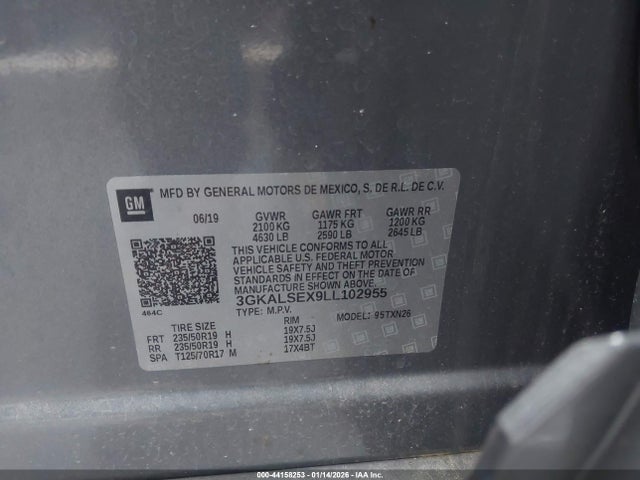 GM
MFD BY GENERAL MOTORS DE MEXICO, S. DE R.L. DE C.V.
06/19 GVWR GAWR FRT GAWR RR
2100 KG 1175 KG 1200 KG
4630 LB 2590 LB 2645 LB
THIS VEHICLE CONFORMS TO ALL
APPLICABLE U.S. FEDERAL MOTOR
VEHICLE SAFETY AND THEFT PREVENTION
STANDARDS IN EFFECT ON THE DATE OF
MANUFACTURE SHOWN ABOVE.
3GKALSEX9LL102955
464C TYPE: M.P.V. MODEL: 95TXN26
TIRE SIZE RIM
FRT 235/50R19 H 19X7.5J
RR 235/50R19 H 19X7.5J
SPA T125/70R17 M 17X4BT
ONE - 44158253 - 01/14/2026 - IAA Inc.